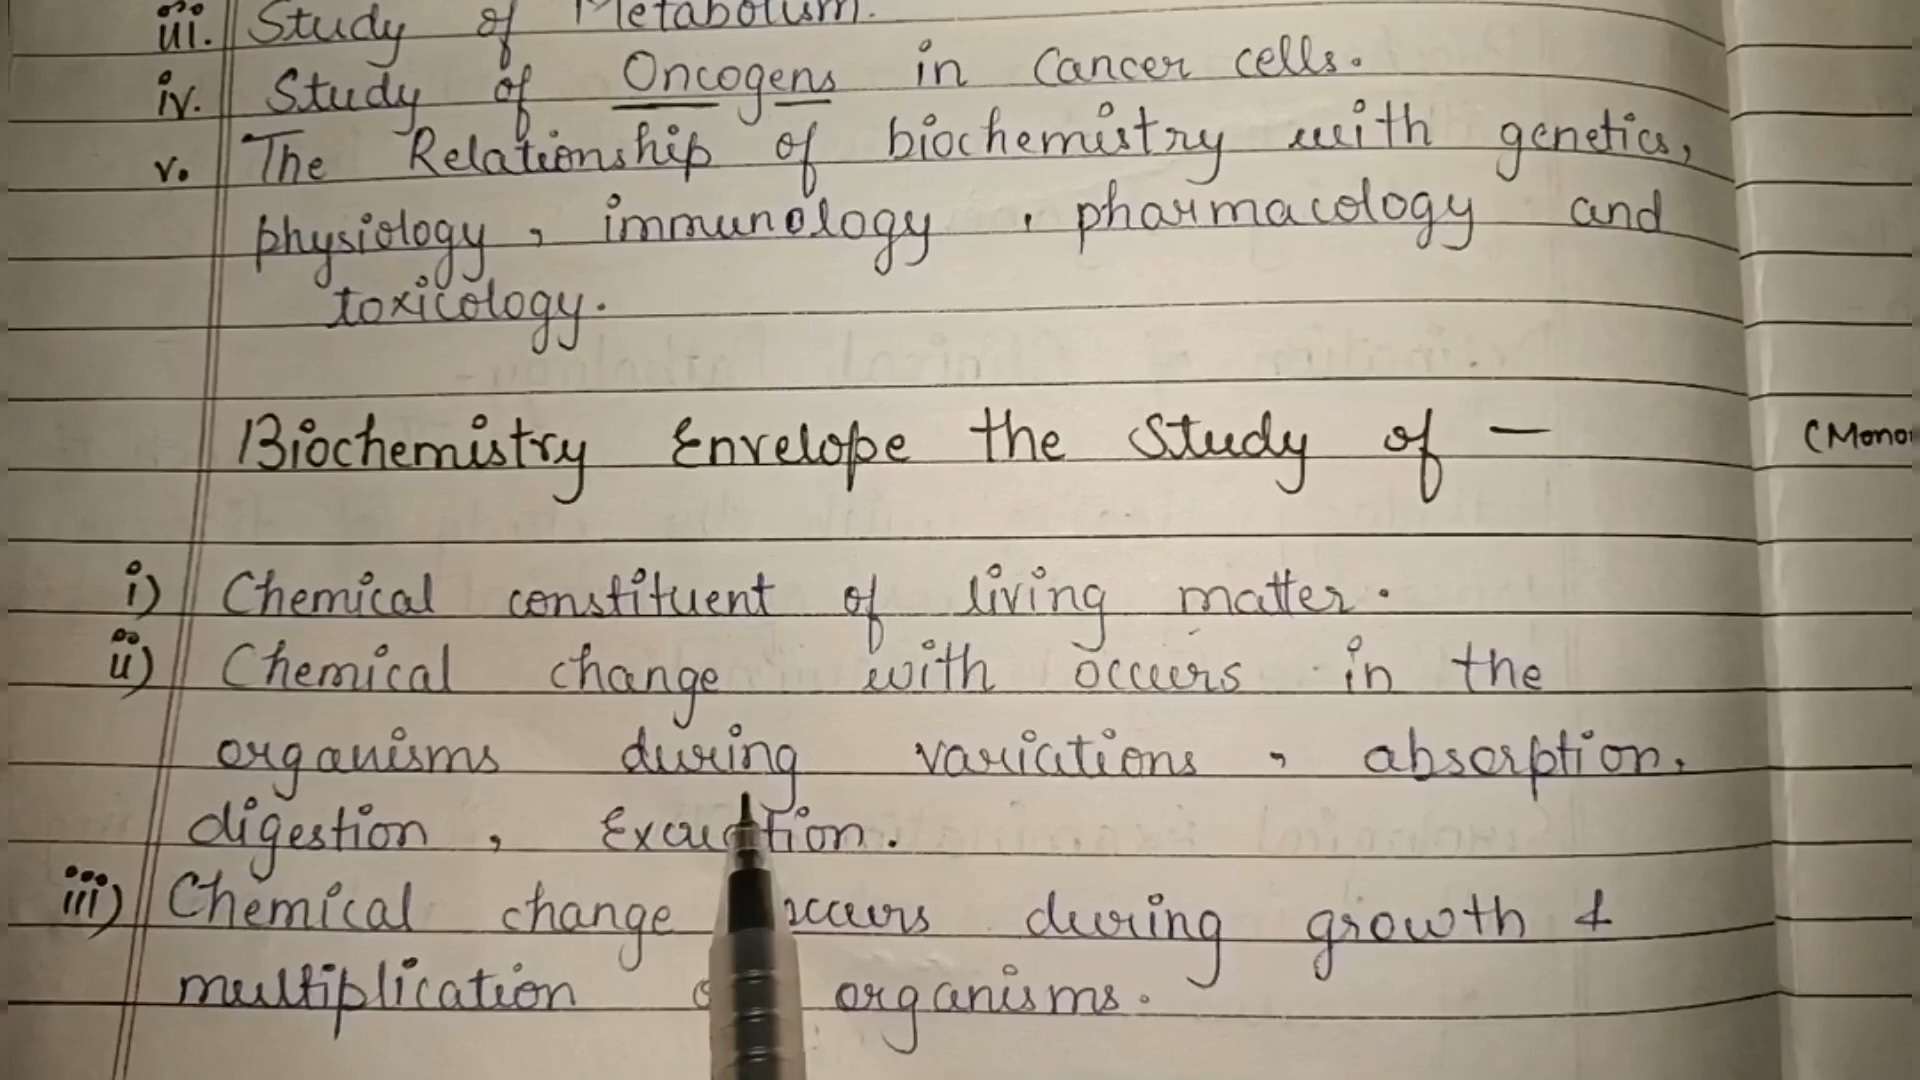 iii. Study of Metabolism.
iv. Study of Oncogens in Cancer cells.
v. The Relationship of biochemistry with genetics,
physiology, immunology, pharmacology and
toxicology.
Biochemistry Envelope the Study of -
(Mono
i) Chemical constituent of living matter.
ii) Chemical change with occurs in the
organisms during variations, absorption,
digestion,
iii) Chemical change occurs during growth &
multiplication organisms.